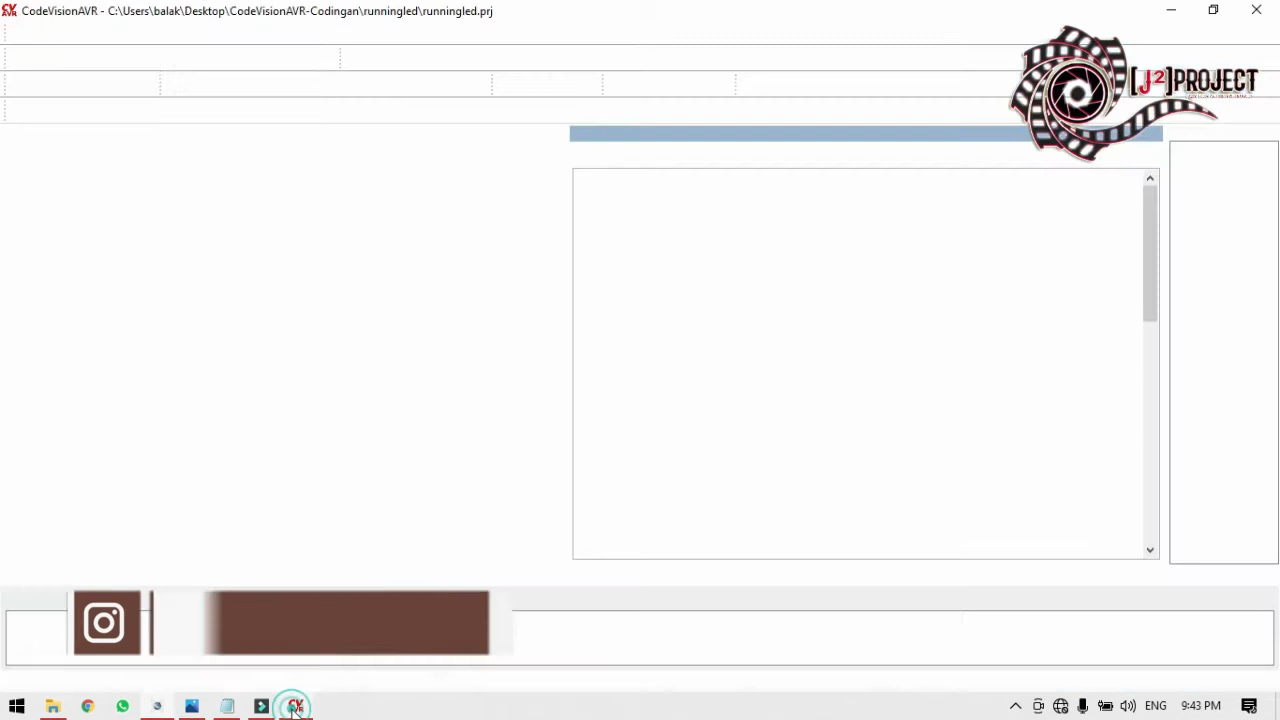 CodeVisionAVR - C:\Users\balak\Desktop\CodeVisionAVR-Codingan\runningled\runningled.prj
[J2]PROJECT
ENG
9:43 PM